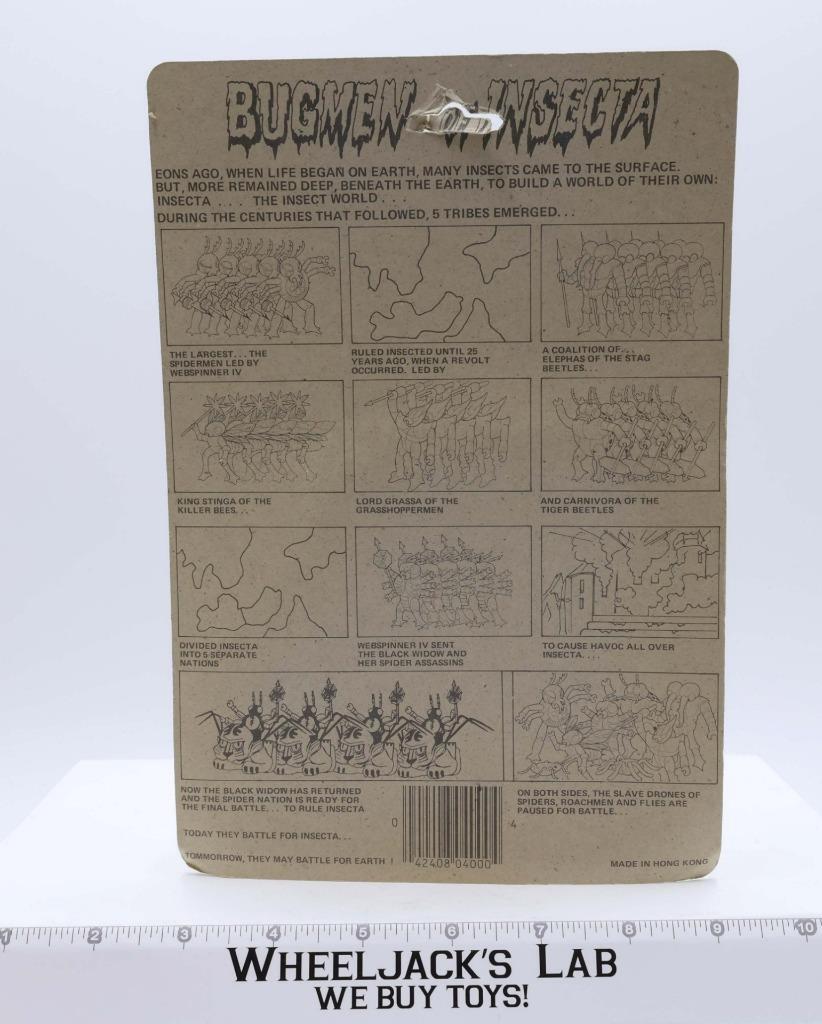 BUGMEN OF INSECTA
EONS AGO, WHEN LIFE BEGAN ON EARTH, MANY INSECTS CAME TO THE SURFACE.
BUT, MORE REMAINED DEEP, BENEATH THE EARTH, TO BUILD A WORLD OF THEIR OWN:
INSECTA ... THE INSECT WORLD ...
DURING THE CENTURIES THAT FOLLOWED, 5 TRIBES EMERGED...
THE LARGEST... THE
SPIDERMEN LED BY
WEBSPINNER IV
RULED INSECTED UNTIL 25
YEARS AGO, WHEN A REVOLT
OCCURRED. LED BY
A COALITION OF...
ELEPHAS OF THE STAG
BEETLES...
KING STINGA OF THE
KILLER BEES...
LORD GRASSA OF THE
GRASSHOPPERMEN
AND CARNIVORA OF THE
TIGER BEETLES
DIVIDED INSECTA
INTO 5 SEPARATE
NATIONS
WEBSPINNER IV SENT
THE BLACK WIDOW AND
HER SPIDER ASSASSINS
TO CAUSE HAVOC ALL OVER
INSECTA....
NOW THE BLACK WIDOW HAS RETURNED
AND THE SPIDER NATION IS READY FOR
THE FINAL BATTLE... TO RULE INSECTA
TODAY THEY BATTLE FOR INSECTA...
TOMMORROW, THEY MAY BATTLE FOR EARTH !
0 42408 04000 4
ON BOTH SIDES, THE SLAVE DRONES OF
SPIDERS, ROACHMEN AND FLIES ARE
PAUSED FOR BATTLE...
MADE IN HONG KONG
1 2 3 4 5 6 7 8 9 10
WHEELJACK'S LAB
WE BUY TOYS!